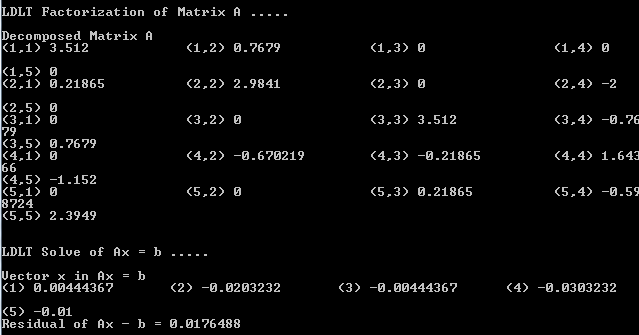 LDLT Factorization of Matrix A .....
Decomposed Matrix A
(1,1) 3.512 (1,2) 0.7679 (1,3) 0 (1,4) 0
(1,5) 0
(2,1) 0.21865 (2,2) 2.9841 (2,3) 0 (2,4) -2
(2,5) 0
(3,1) 0 (3,2) 0 (3,3) 3.512 (3,4) -0.76
79
(3,5) 0.7679
(4,1) 0 (4,2) -0.670219 (4,3) -0.21865 (4,4) 1.643
66
(4,5) -1.152
(5,1) 0 (5,2) 0 (5,3) 0.21865 (5,4) -0.59
8724
(5,5) 2.3949
LDLT Solve of Ax = b .....
Vector x in Ax = b
(1) 0.00444367 (2) -0.0203232 (3) -0.00444367 (4) -0.0303232
(5) -0.01
Residual of Ax - b = 0.0176488